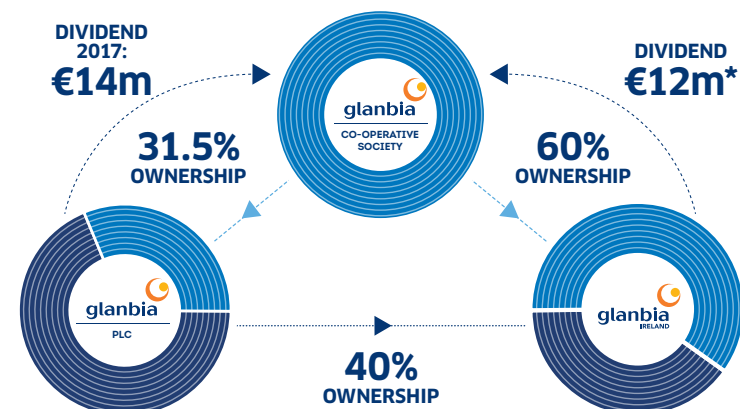 DIVIDEND
2017:
€14m
glanbia
CO-OPERATIVE
SOCIETY
DIVIDEND
€12m*
31.5%
OWNERSHIP
60%
OWNERSHIP
glanbia
PLC
glanbia
IRELAND
40%
OWNERSHIP